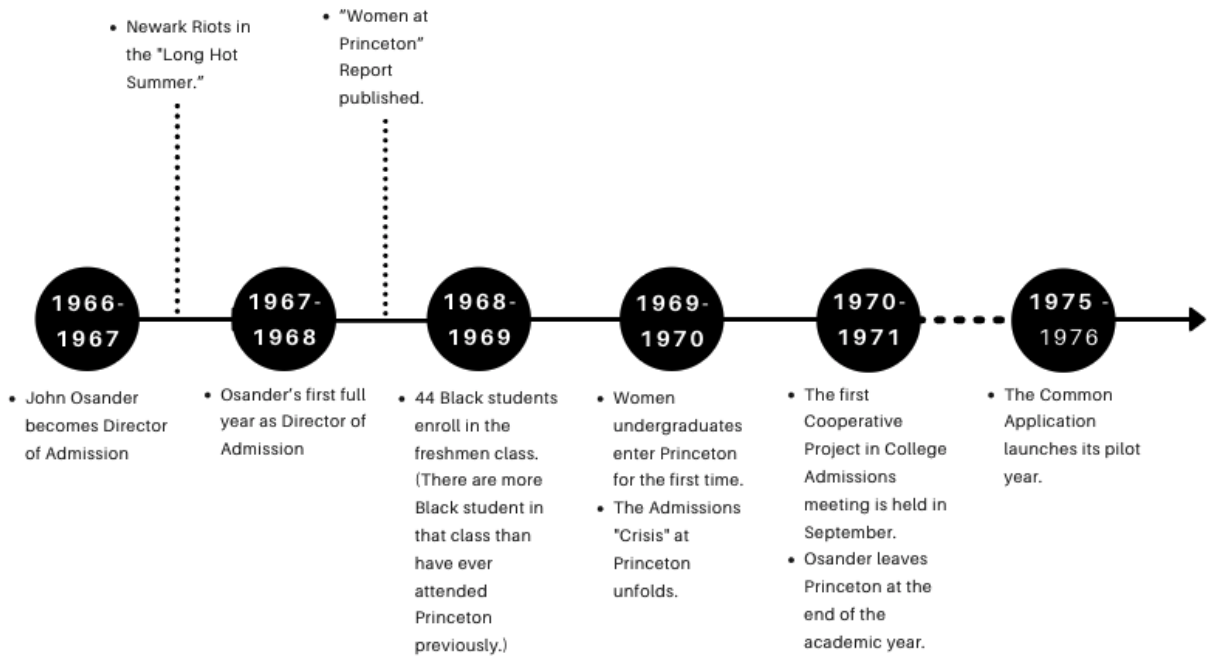 Newark Riots in
the "Long Hot
Summer.”
“Women at
Princeton”
Report
published.
1966-
1967
1967-
1968
1968-
1969
1969-
1970
1970-
1971
1975 -
1976
John Osander
becomes Director
of Admission
Osander’s first full
year as Director of
Admission
44 Black students
enroll in the
freshmen class.
(There are more
Black student in
that class than
have ever
attended
Princeton
previously.)
Women
undergraduates
enter Princeton
for the first time.
The Admissions
"Crisis" at
Princeton
unfolds.
The first
Cooperative
Project in College
Admissions
meeting is held in
September.
Osander leaves
Princeton at the
end of the
academic year.
The Common
Application
launches its pilot
year.